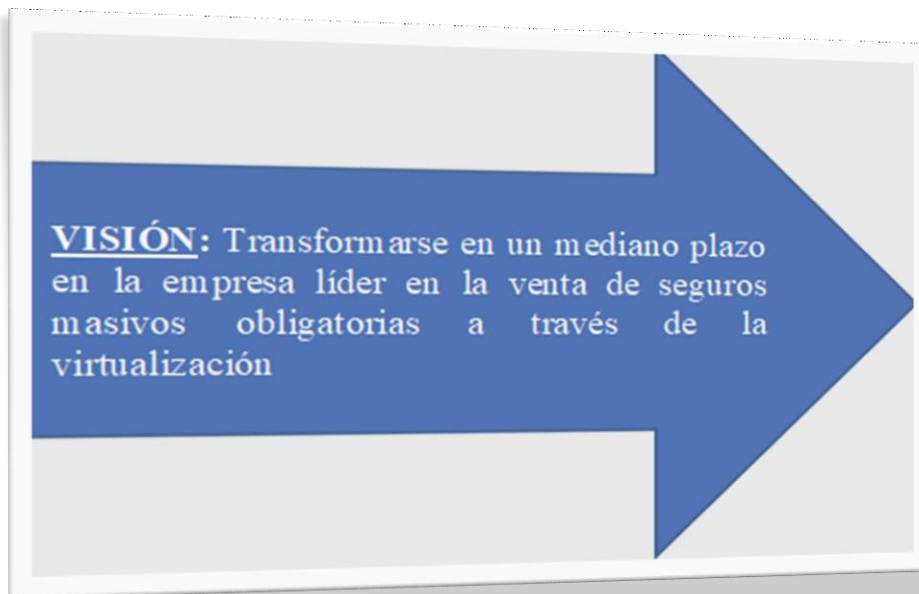 VISIÓN: Transformarse en un mediano plazo
en la empresa líder en la venta de seguros
masivos obligatorias a través de la
virtualización